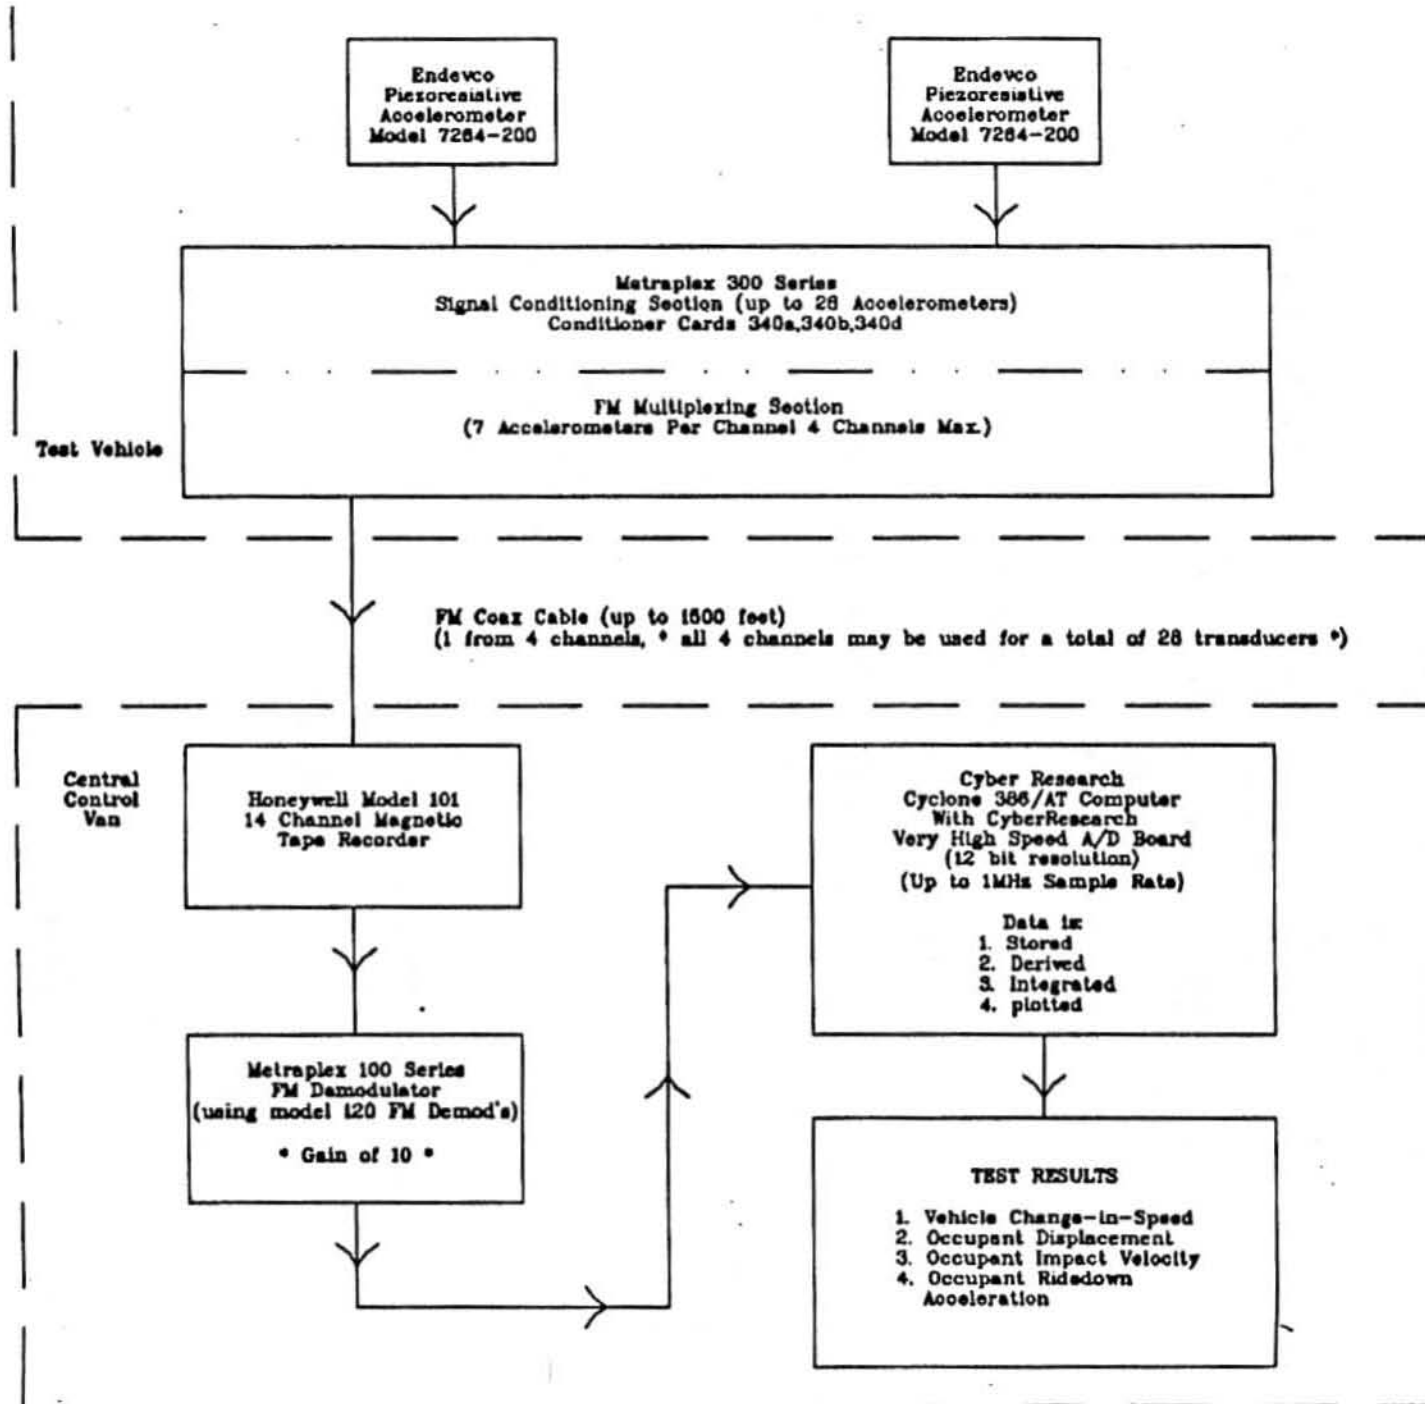 Endevco
Piezoresistive
Accelerometer
Model 7264-200
Endevco
Piezoresistive
Accelerometer
Model 7264-200
Metraplex 300 Series
Signal Conditioning Section (up to 28 Accelerometers)
Conditioner Cards 340a,340b,340d
FM Multiplexing Section
(7 Accelerometers Per Channel 4 Channels Max.)
Test Vehicle
FM Coax Cable (up to 1500 feet)
(1 from 4 channels, * all 4 channels may be used for a total of 28 transducers *)
Central
Control
Van
Honeywell Model 101
14 Channel Magnetic
Tape Recorder
Metraplex 100 Series
FM Demodulator
(using model 120 FM Demod's)
* Gain of 10 *
Cyber Research
Cyclone 386/AT Computer
With CyberResearch
Very High Speed A/D Board
(12 bit resolution)
(Up to 1MHz Sample Rate)
Data is:
1. Stored
2. Derived
3. Integrated
4. plotted
TEST RESULTS
1. Vehicle Change-in-Speed
2. Occupant Displacement
3. Occupant Impact Velocity
4. Occupant Ridedown
Acceleration